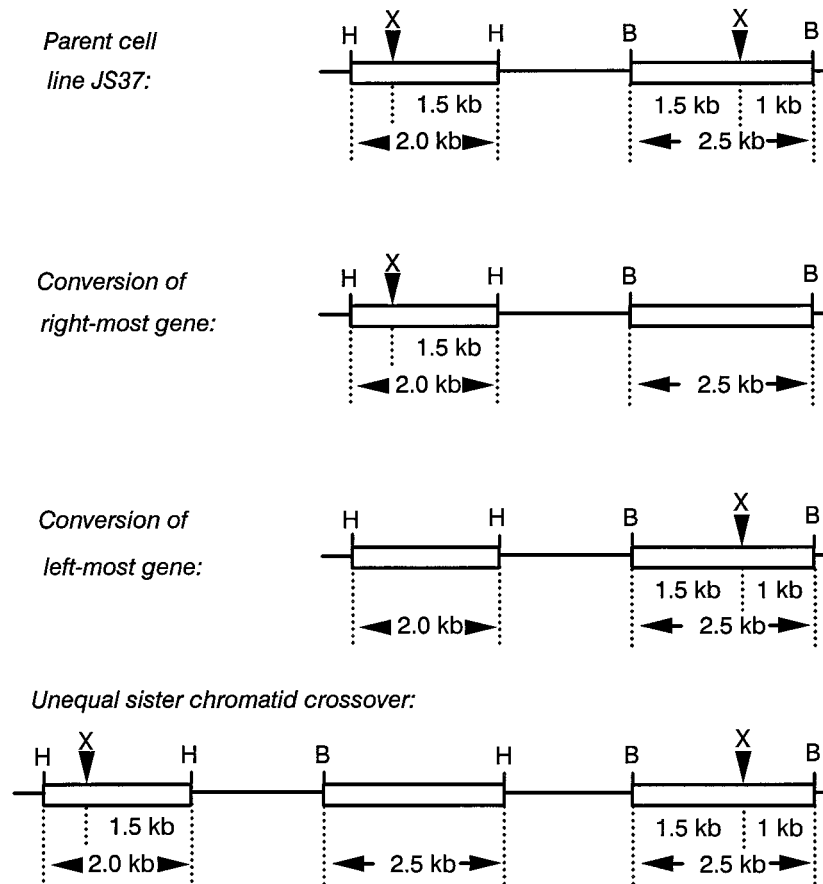 Parent cell
line JS37:
X X
H H B B
1.5 kb 1.5 kb 1 kb
2.0 kb 2.5 kb
Conversion of
right-most gene:
X
H H B B
1.5 kb
2.0 kb 2.5 kb
Conversion of
left-most gene:
X
H H B B
1.5 kb 1 kb
2.0 kb 2.5 kb
Unequal sister chromatid crossover:
X X
H H B H B B
1.5 kb 1.5 kb 1 kb
2.0 kb 2.5 kb 2.5 kb